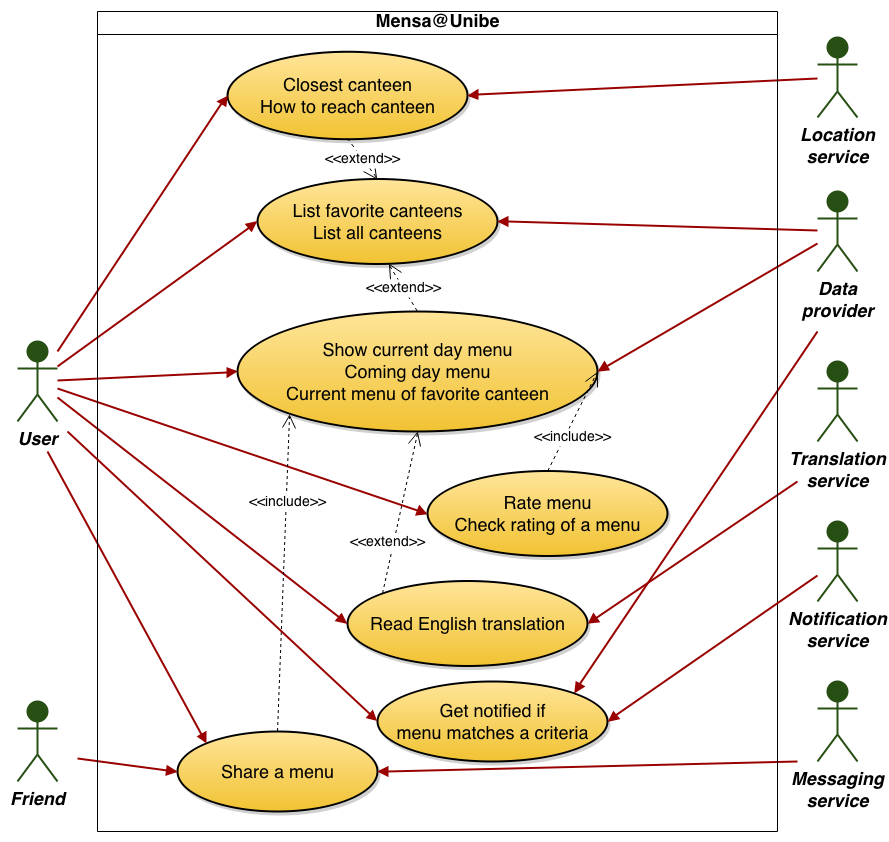 Mensa@Unibe
Closest canteen
How to reach canteen
Location
service
<<extend>>
List favorite canteens
List all canteens
Data
provider
<<extend>>
Show current day menu
Coming day menu
Current menu of favorite canteen
User
<<include>>
Translation
service
Rate menu
Check rating of a menu
<<include>>
<<extend>>
Read English translation
Notification
service
Get notified if
menu matches a criteria
Share a menu
Friend
Messaging
service